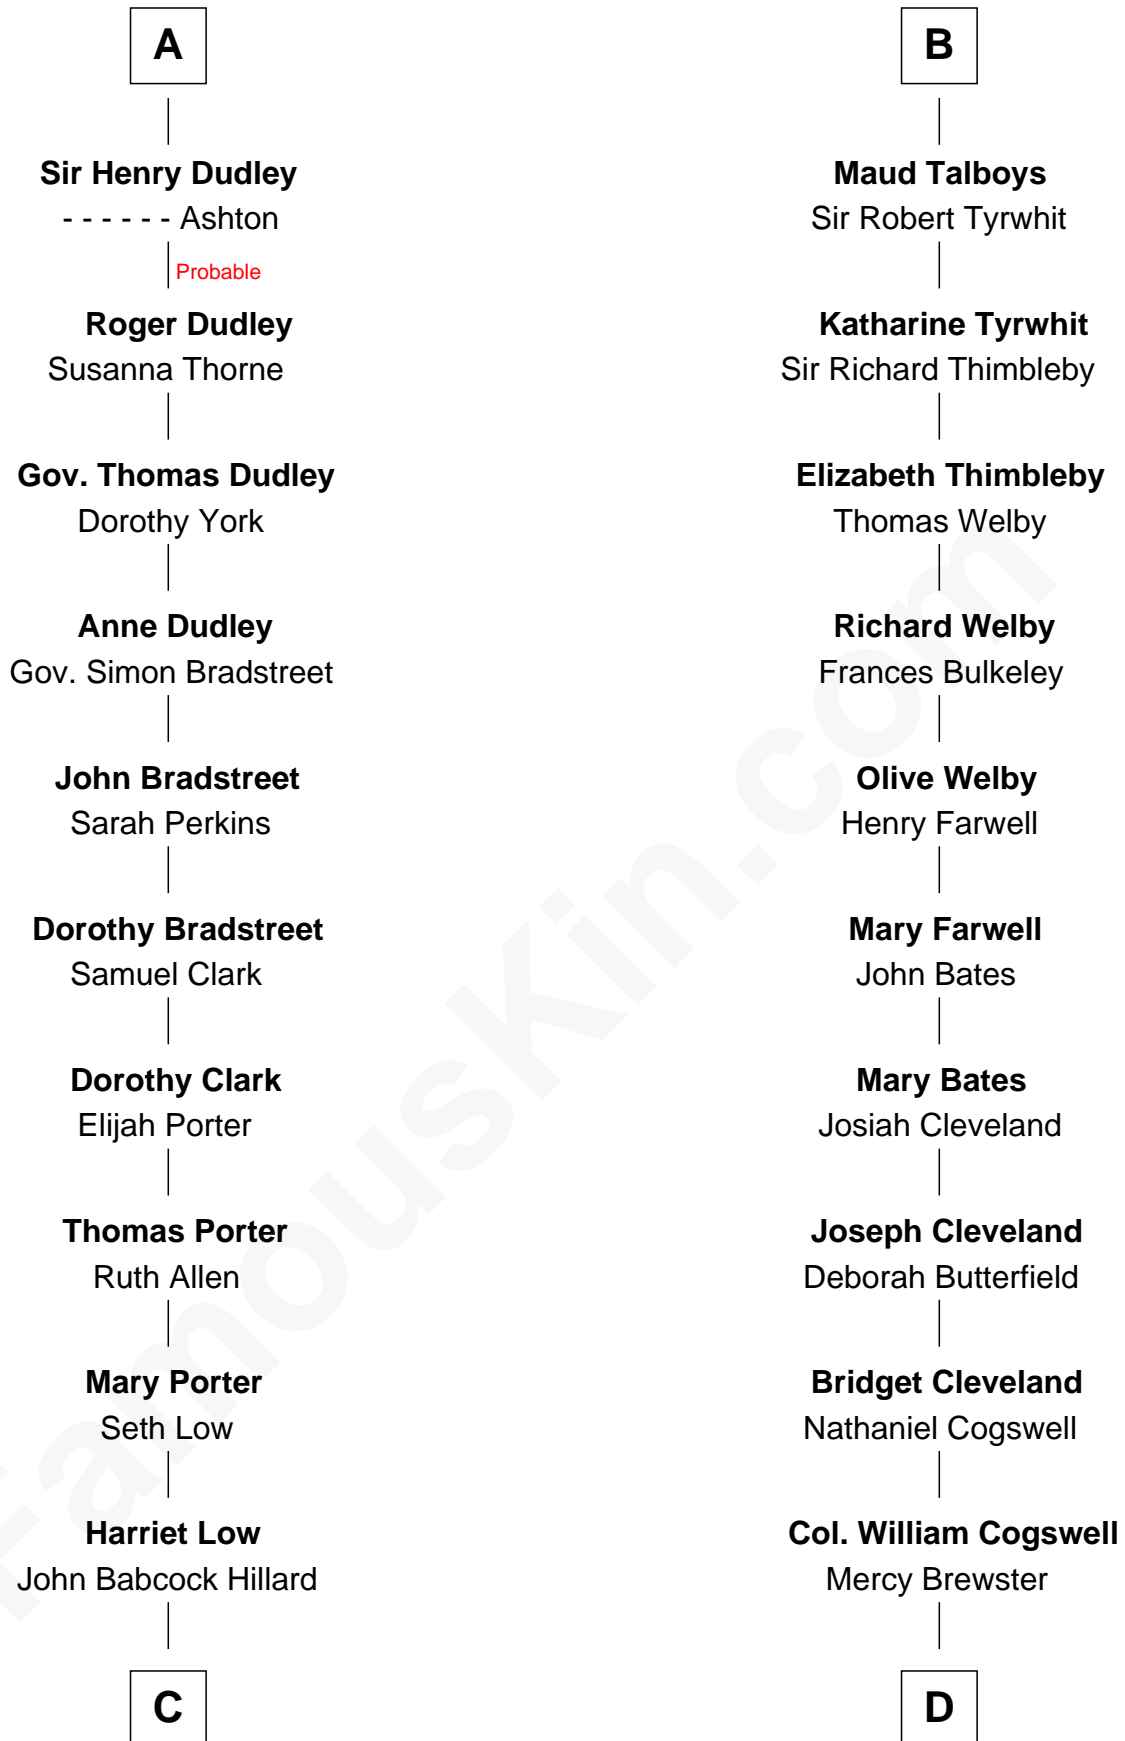 A
Sir Henry Dudley
- - - - - - Ashton
Probable
Roger Dudley
Susanna Thorne
Gov. Thomas Dudley
Dorothy York
Anne Dudley
Gov. Simon Bradstreet
John Bradstreet
Sarah Perkins
Dorothy Bradstreet
Samuel Clark
Dorothy Clark
Elijah Porter
Thomas Porter
Ruth Allen
Mary Porter
Seth Low
Harriet Low
John Babcock Hillard
C
B
Maud Talboys
Sir Robert Tyrwhit
Katharine Tyrwhit
Sir Richard Thimbleby
Elizabeth Thimbleby
Thomas Welby
Richard Welby
Frances Bulkeley
Olive Welby
Henry Farwell
Mary Farwell
John Bates
Mary Bates
Josiah Cleveland
Joseph Cleveland
Deborah Butterfield
Bridget Cleveland
Nathaniel Cogswell
Col. William Cogswell
Mercy Brewster
D
FamousKin.com